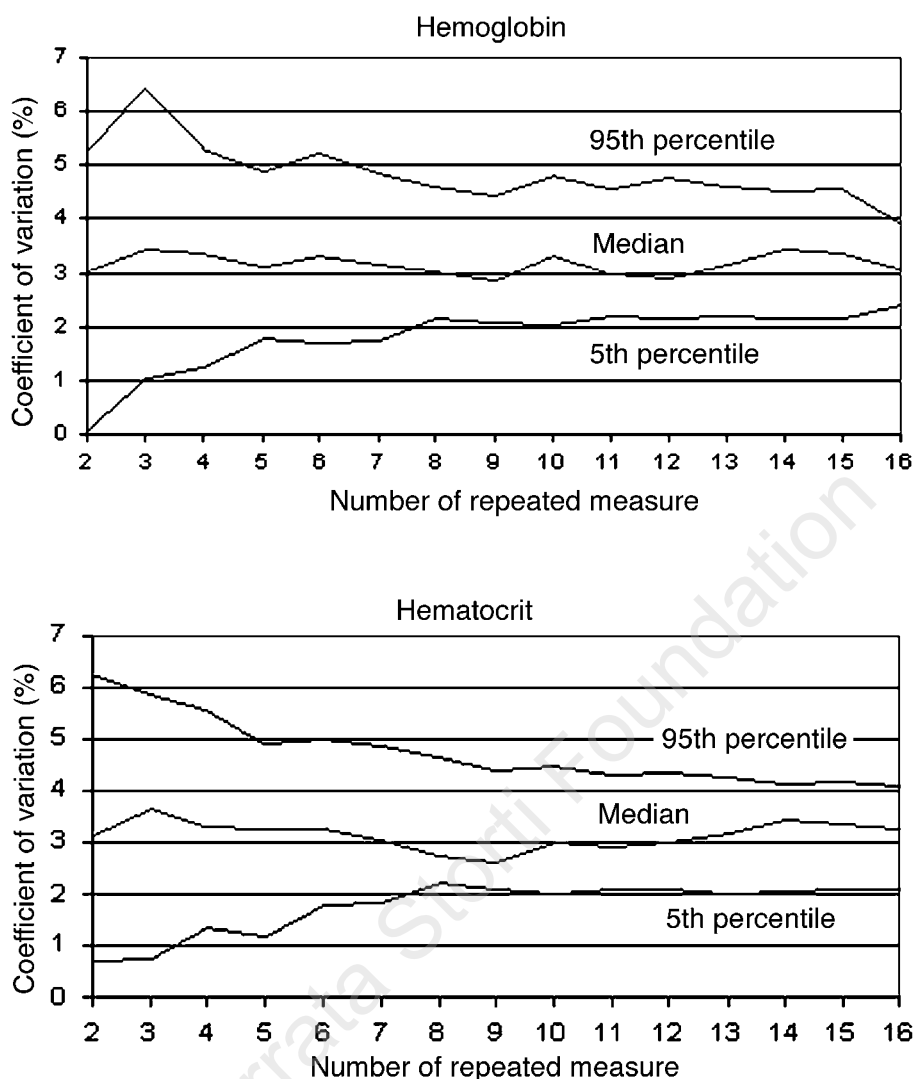 Hemoglobin
Coefficient of variation (%)
7
6
5
4
3
2
1
0
95th percentile
Median
5th percentile
2 3 4 5 6 7 8 9 10 11 12 13 14 15 16
Number of repeated measure
Hematocrit
Coefficient of variation (%)
7
6
5
4
3
2
1
0
95th percentile
Median
5th percentile
2 3 4 5 6 7 8 9 10 11 12 13 14 15 16
Number of repeated measure
rrata Storti Foundation